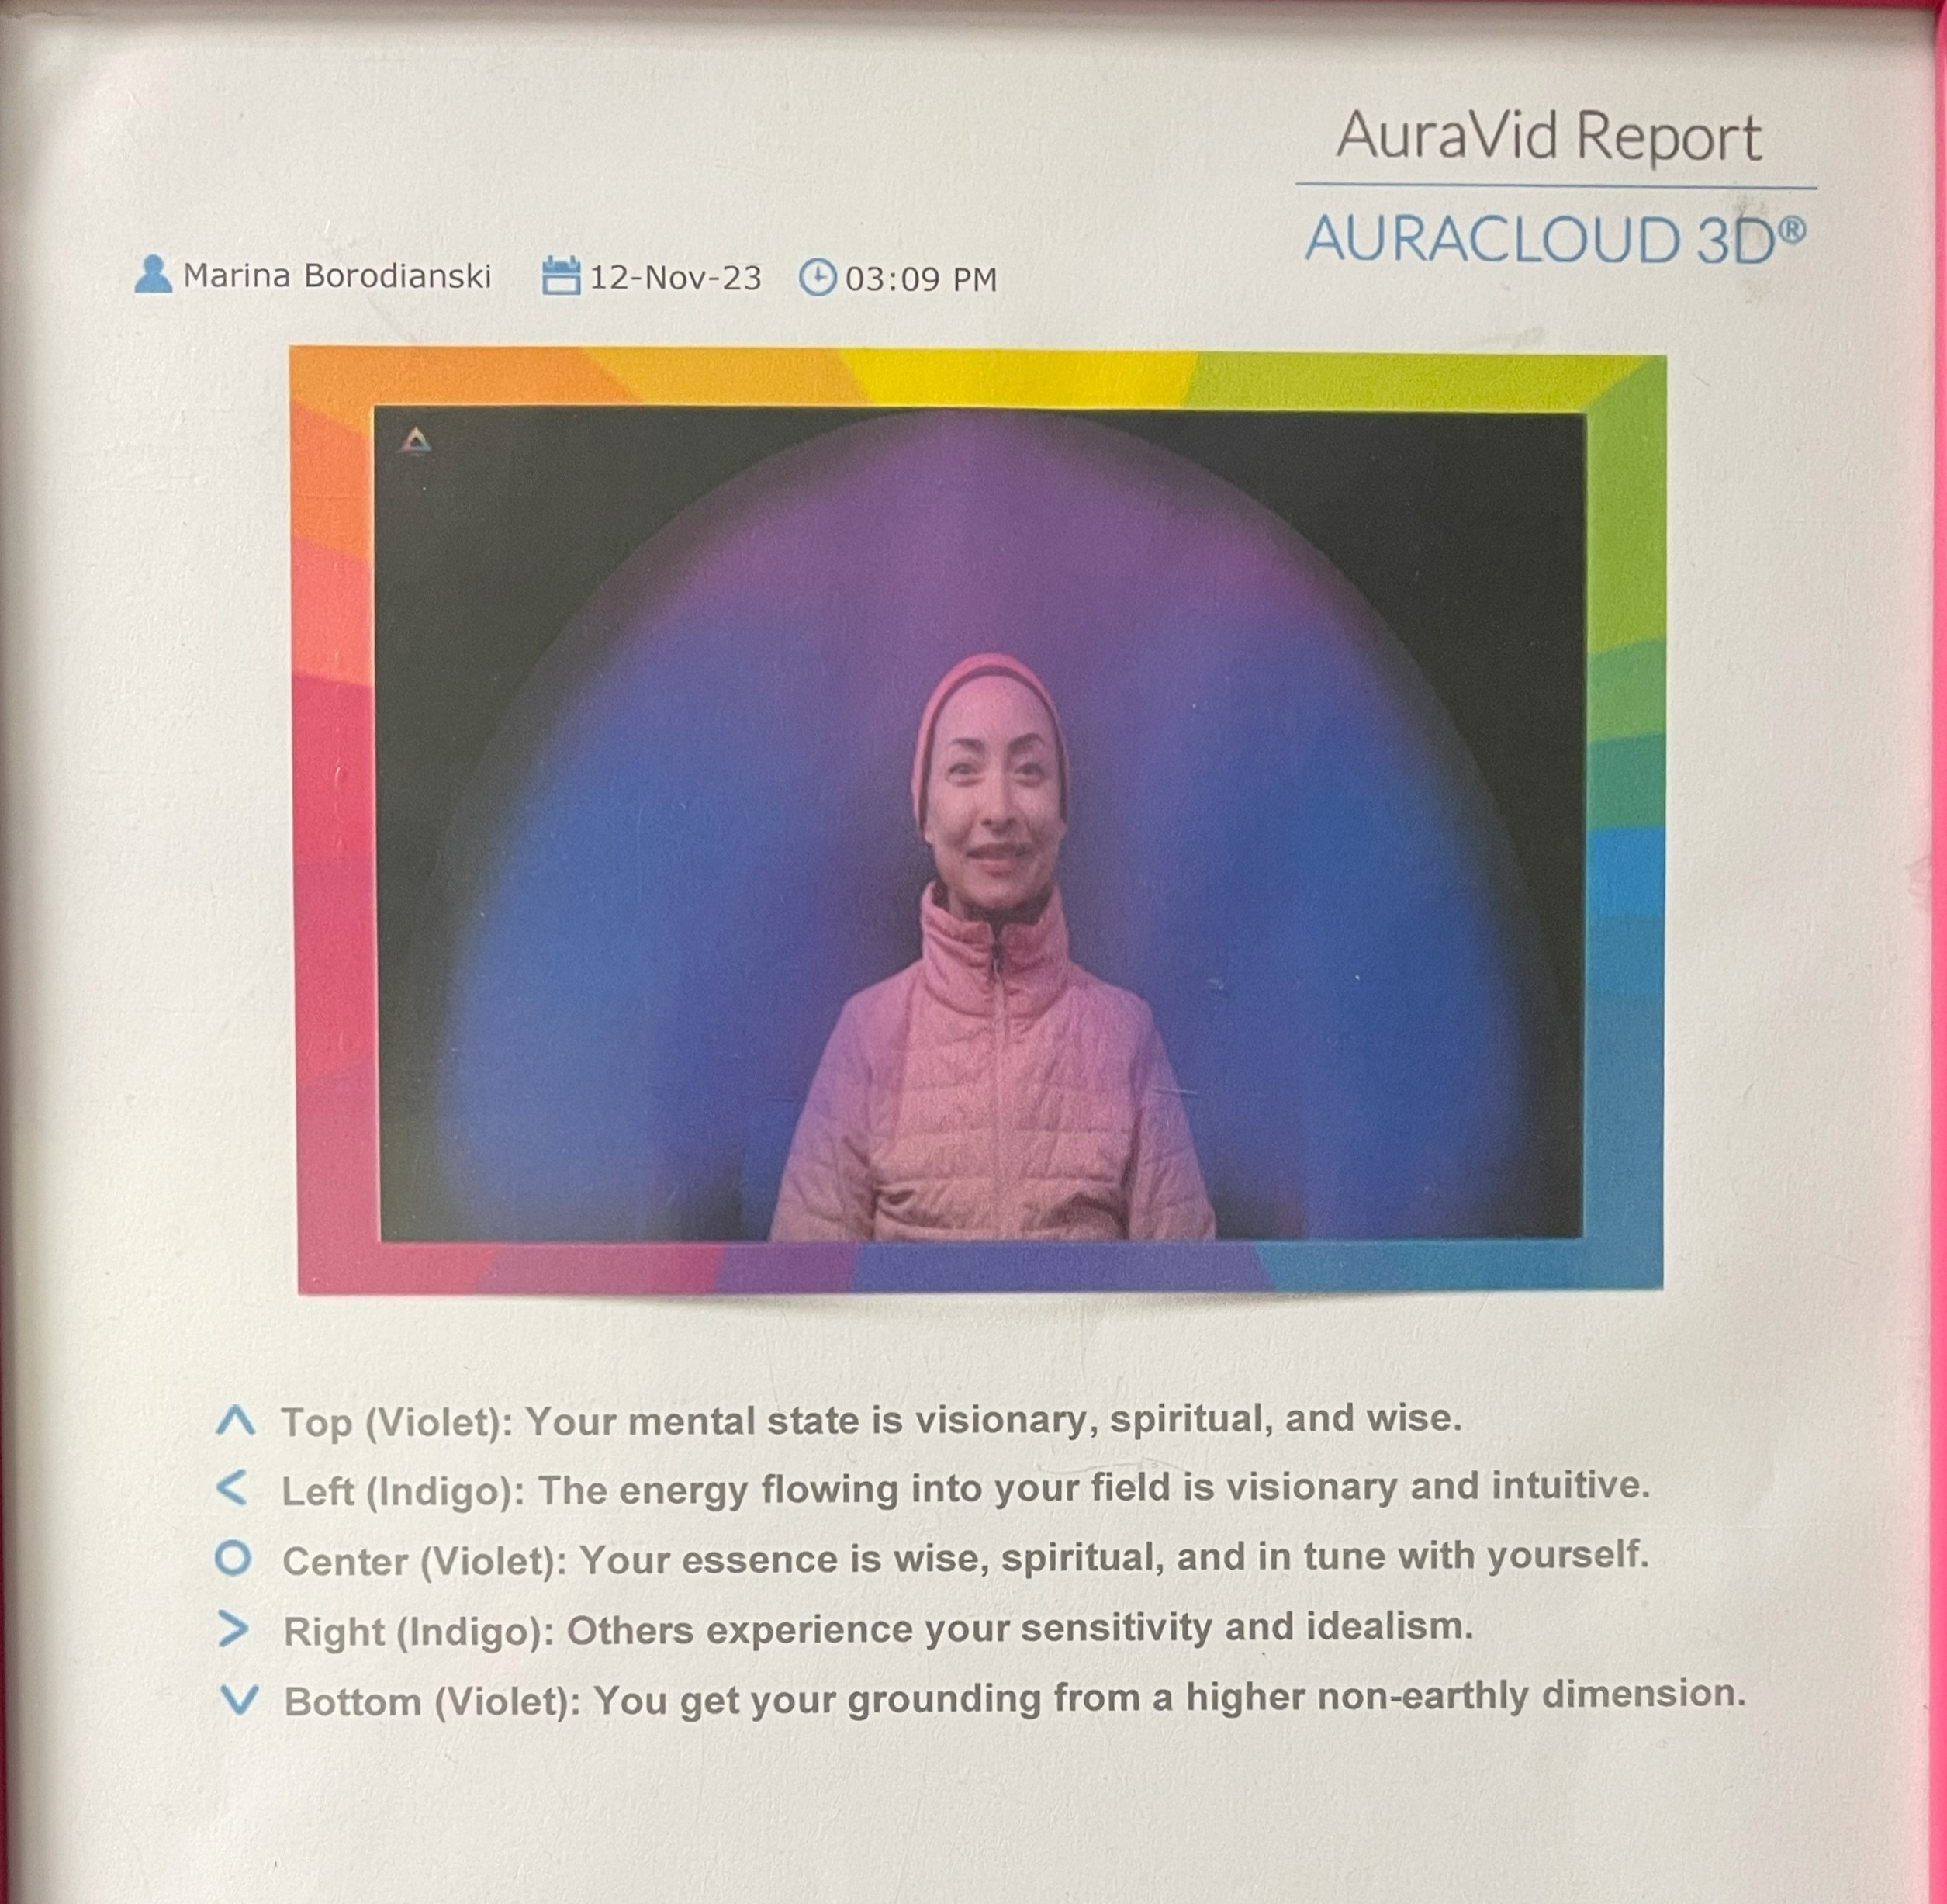 AuraVid Report
AURACLOUD 3D®
Marina Borodianski 12-Nov-23 03:09 PM
Top (Violet): Your mental state is visionary, spiritual, and wise.
Left (Indigo): The energy flowing into your field is visionary and intuitive.
Center (Violet): Your essence is wise, spiritual, and in tune with yourself.
Right (Indigo): Others experience your sensitivity and idealism.
Bottom (Violet): You get your grounding from a higher non-earthly dimension.